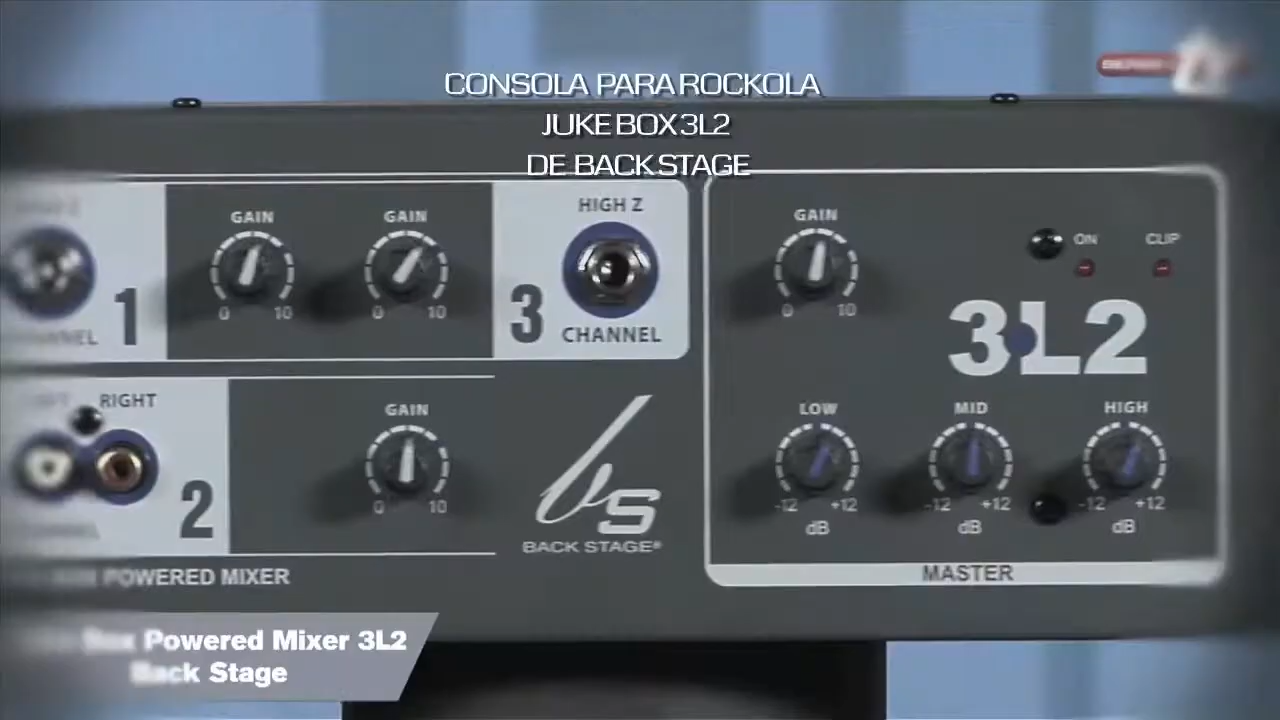 CONSOLA PARA ROCKOLA
JUKE BOX 3L2
DE BACK STAGE
GAIN
0 10
GAIN
0 10
HIGH Z
3
CHANNEL
1
GAIN
0 10
ON
CLIP
3L2
RIGHT
2
GAIN
0 10
bs
BACK STAGE®
LOW
-12 +12
dB
MID
-12 +12
dB
HIGH
-12 +12
dB
MASTER
POWERED MIXER
Box Powered Mixer 3L2
Back Stage